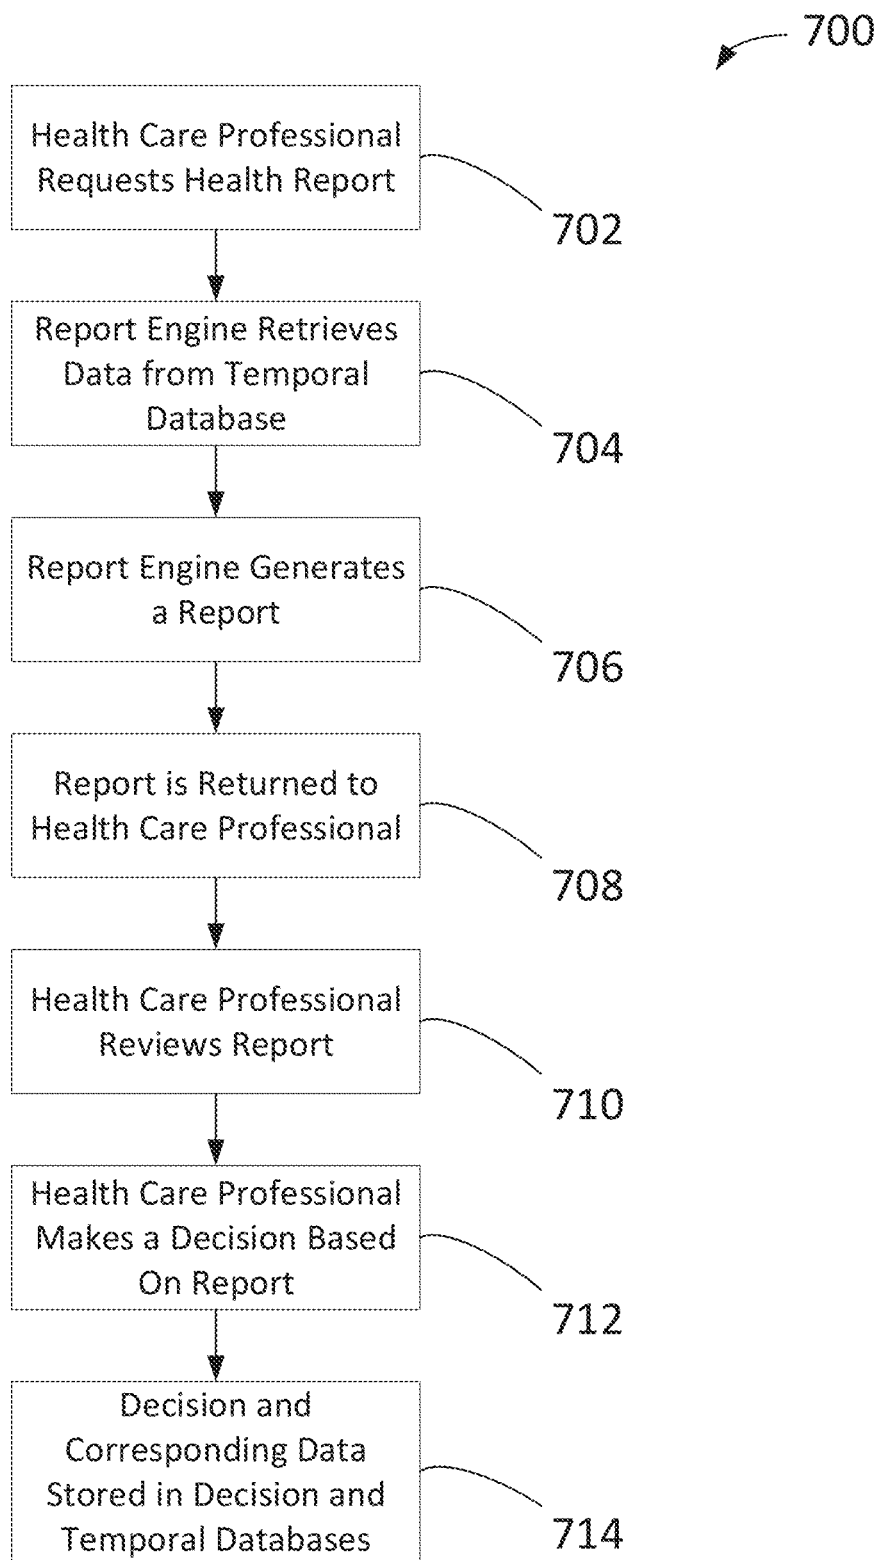 700
Health Care Professional
Requests Health Report
702
Report Engine Retrieves
Data from Temporal
Database
704
Report Engine Generates
a Report
706
Report is Returned to
Health Care Professional
708
Health Care Professional
Reviews Report
710
Health Care Professional
Makes a Decision Based
On Report
712
Decision and
Corresponding Data
Stored in Decision and
Temporal Databases
714